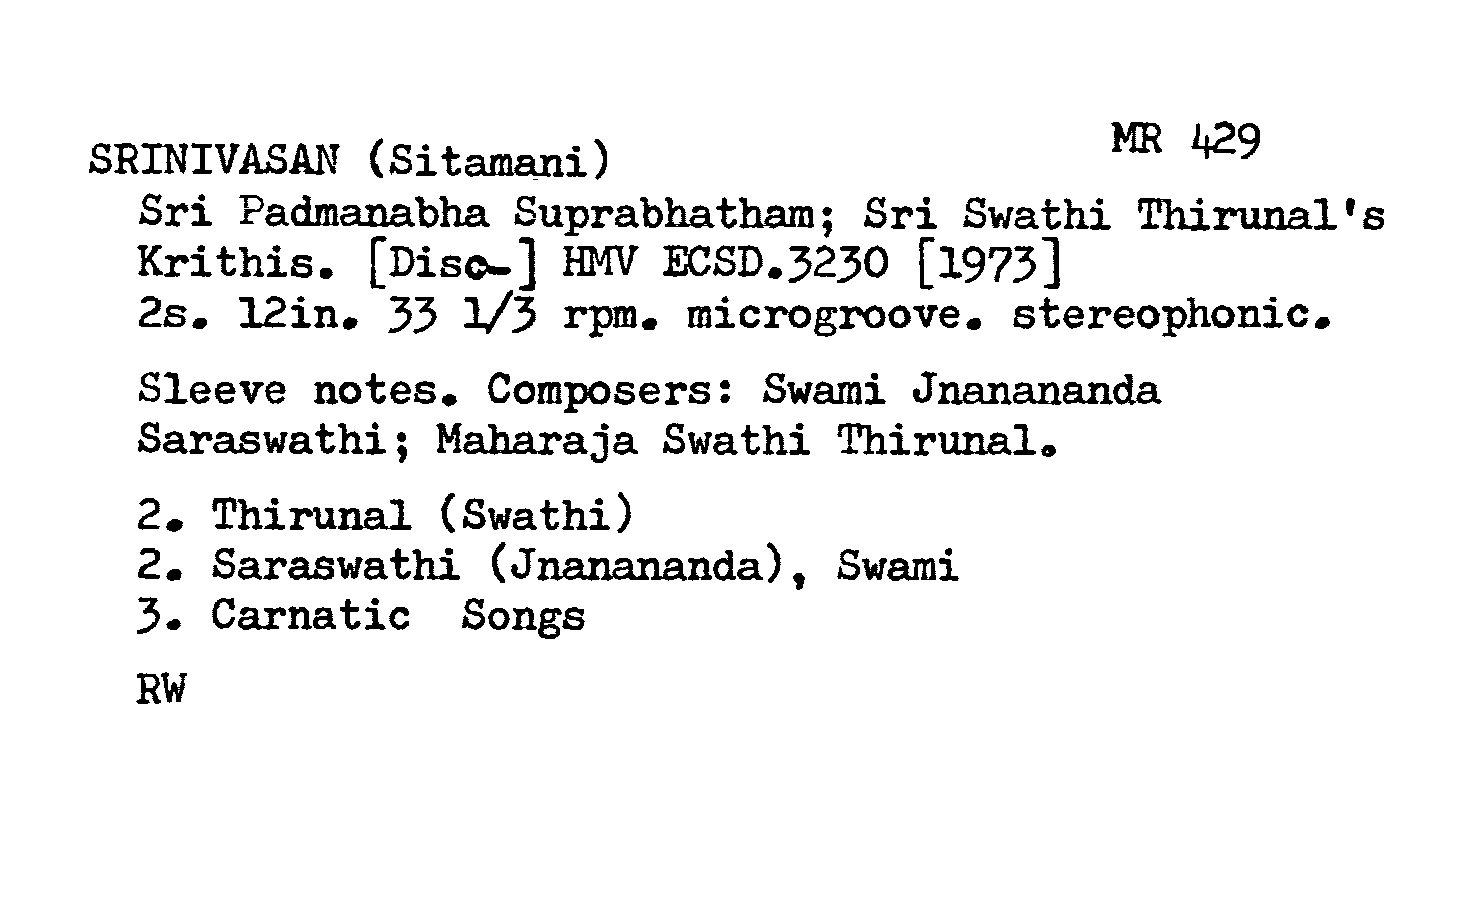 MR 429
SRINIVASAN (Sitamani)
Sri Padmanabha Suprabhatham; Sri Swathi Thirunal's
Krithis. [Disc-] HMV ECSD.3230 [1973]
2s. 12in. 33 1/3 rpm. microgroove. stereophonic.
Sleeve notes. Composers: Swami Jnanananda
Saraswathi; Maharaja Swathi Thirunal.
2. Thirunal (Swathi)
2. Saraswathi (Jnanananda), Swami
3. Carnatic Songs
RW